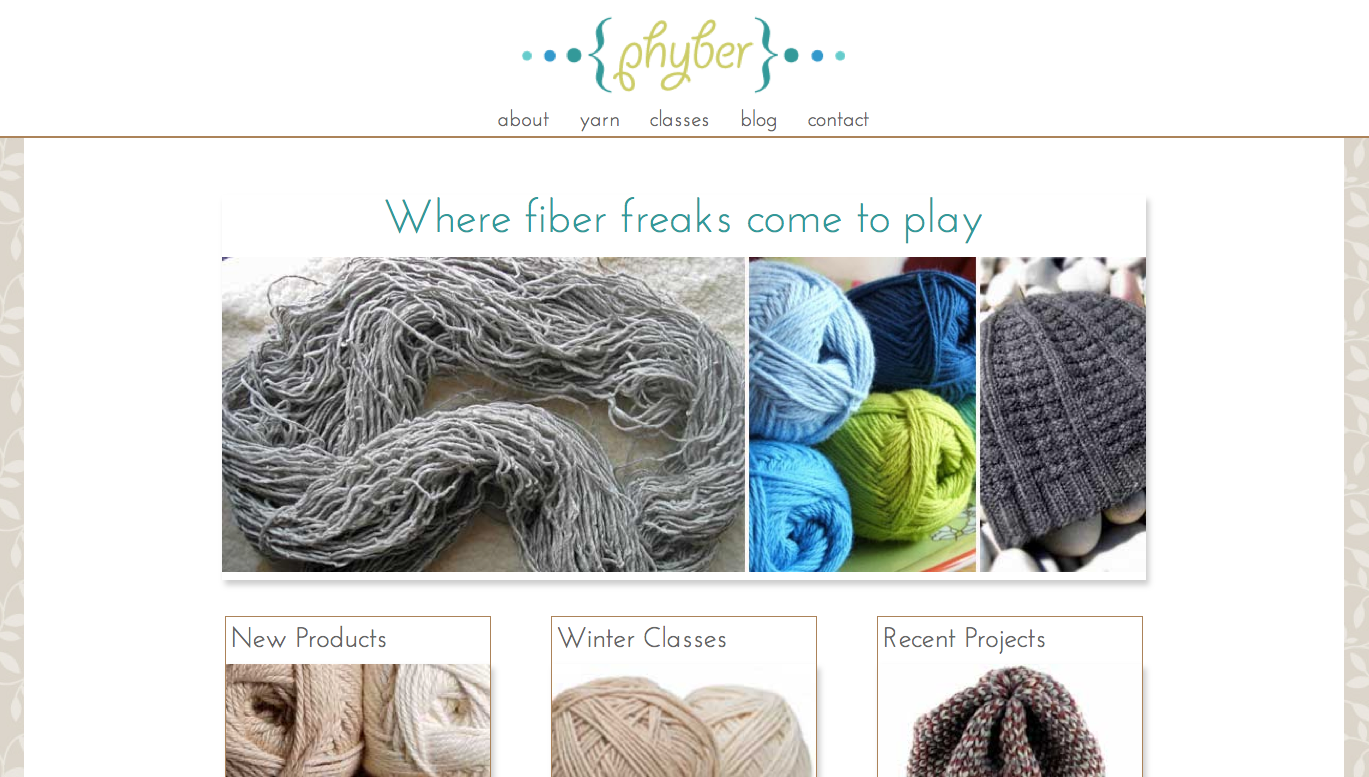 {phyber}
about yarn classes blog contact
Where fiber freaks come to play
New Products Winter Classes Recent Projects